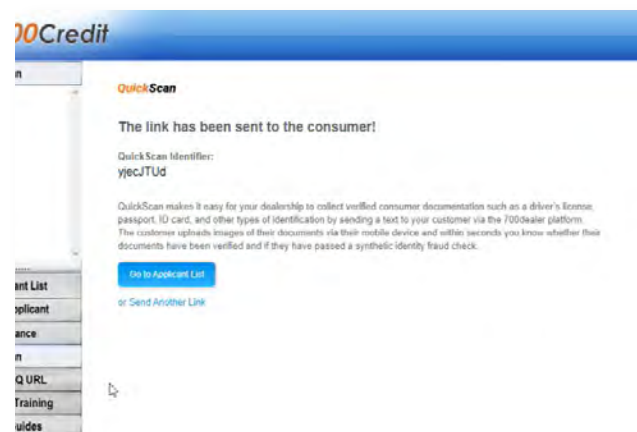 00Credit
n
QuickScan
The link has been sent to the consumer!
QuickScan Identifier:
yjecJTUd
QuickScan makes it easy for your dealership to collect verified consumer documentation such as a driver's license,
passport, ID card, and other types of identification by sending a text to your customer via the 700dealer platform.
The customer uploads images of their documents via their mobile device and within seconds you know whether their
documents have been verified and if they have passed a synthetic identity fraud check.
Go to Applicant List
or Send Another Link
ant List
pplicant
ance
n
Q URL
Training
uides